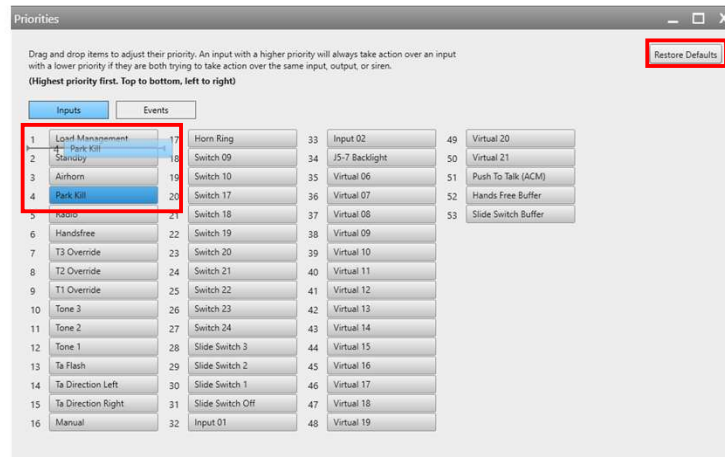 Priorities
Drag and drop items to adjust their priority. An input with a higher priority will always take action over an input
with a lower priority if they are both trying to take action over the same input, output, or siren.
(Highest priority first. Top to bottom, left to right)
Restore Defaults
Inputs Events
1 Load Management
4 Park Kill
2 Standby
3 Airhorn
4 Park Kill
5 Radio
6 Handsfree
7 T3 Override
8 T2 Override
9 T1 Override
10 Tone 3
11 Tone 2
12 Tone 1
13 Ta Flash
14 Ta Direction Left
15 Ta Direction Right
16 Manual
17 Horn Ring
18 Switch 09
19 Switch 10
20 Switch 17
21 Switch 18
22 Switch 19
23 Switch 20
24 Switch 21
25 Switch 22
26 Switch 23
27 Switch 24
28 Slide Switch 3
29 Slide Switch 2
30 Slide Switch 1
31 Slide Switch Off
32 Input 01
33 Input 02
34 J5-7 Backlight
35 Virtual 06
36 Virtual 07
37 Virtual 08
38 Virtual 09
39 Virtual 10
40 Virtual 11
41 Virtual 12
42 Virtual 13
43 Virtual 14
44 Virtual 15
45 Virtual 16
46 Virtual 17
47 Virtual 18
48 Virtual 19
49 Virtual 20
50 Virtual 21
51 Push To Talk (ACM)
52 Hands Free Buffer
53 Slide Switch Buffer